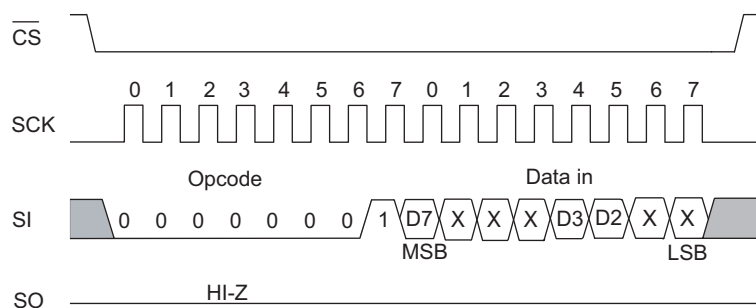 CS
0 1 2 3 4 5 6 7 0 1 2 3 4 5 6 7
SCK
Opcode Data in
SI 0 0 0 0 0 0 0 1 D7 X X X D3 D2 X X
MSB LSB
HI-Z
SO